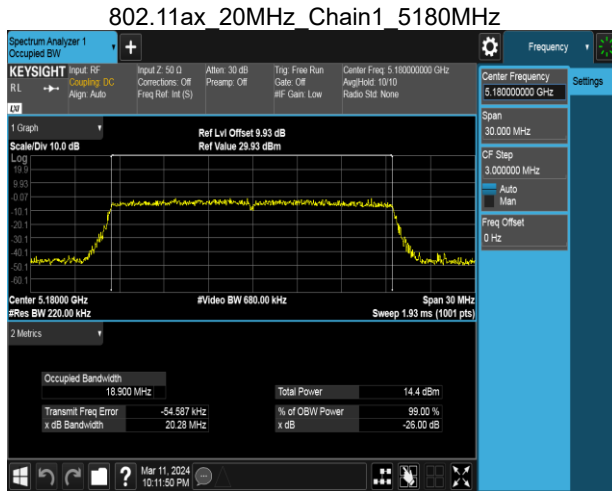 802.11ax_20MHz_Chain1_5180MHz
Spectrum Analyzer 1
Occupied BW
+
Frequency
KEYSIGHT
RL
LXI
Input: RF
Coupling: DC
Align: Auto
Input Z: 50 Ω
Corrections: Off
Freq Ref: Int (S)
Atten: 30 dB
Preamp: Off
Trig: Free Run
Gate: Off
#IF Gain: Low
Center Freq: 5.180000000 GHz
Avg|Hold: 10/10
Radio Std: None
Center Frequency
5.180000000 GHz
Settings
Span
30.000 MHz
CF Step
3.000000 MHz
Auto
Man
Freq Offset
0 Hz
1 Graph
Scale/Div 10.0 dB
Ref Lvl Offset 9.93 dB
Ref Value 29.93 dBm
Log
19.9
9.93
-0.07
-10.1
-20.1
-30.1
-40.1
-50.1
-60.1
Center 5.18000 GHz
#Video BW 680.00 kHz
Span 30 MHz
#Res BW 220.00 kHz
Sweep 1.93 ms (1001 pts)
2 Metrics
Occupied Bandwidth
18.900 MHz
Total Power 14.4 dBm
Transmit Freq Error -54.587 kHz
% of OBW Power 99.00 %
x dB Bandwidth 20.28 MHz
x dB -26.00 dB
?
Mar 11, 2024
10:11:50 PM